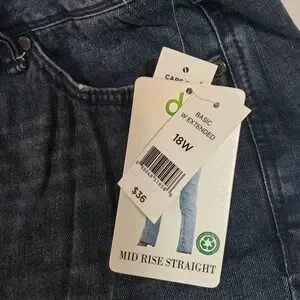 BASIC
W EXTENDED
18W
$36
MID RISE STRAIGHT